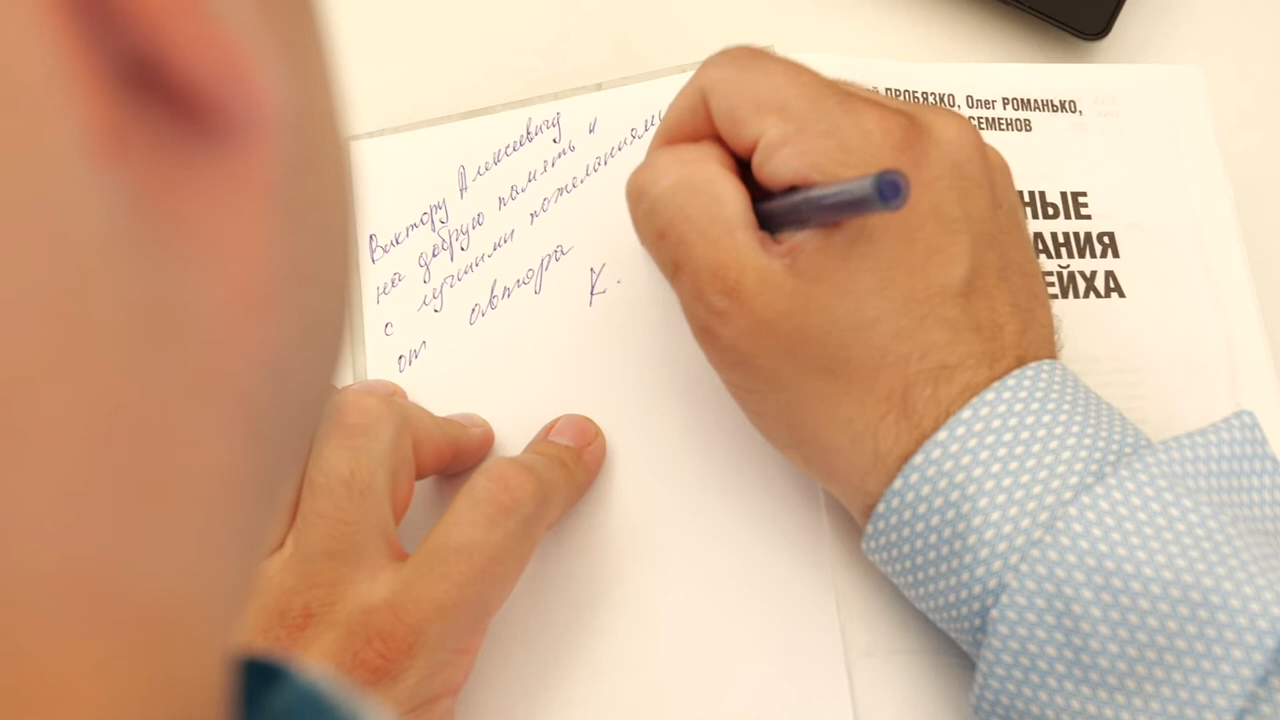 Виктору Алексеевичу
на добрую память и
с лучшими пожеланиями
от автора
К.
ПРОБЯЗКО, Олег РОМАНЬКО,
СЕМЕНОВ
НЫЕ
АНИЯ
ЕЙХА